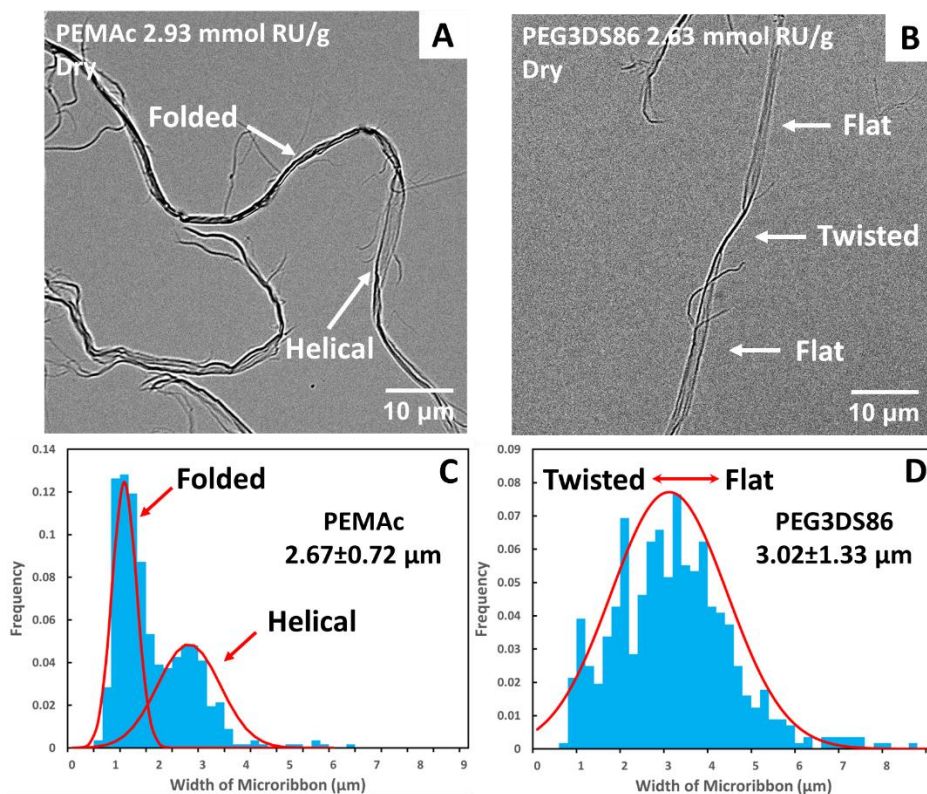 PEMAc 2.93 mmol RU/g
Dry
A
Folded
Helical
10 μm
PEG3DS86 2.63 mmol RU/g
Dry
B
Flat
Twisted
Flat
10 μm
C
Folded
PEMAc
2.67±0.72 μm
Helical
Frequency
0.14
0.12
0.1
0.08
0.06
0.04
0.02
0
0 1 2 3 4 5 6 7 8 9
Width of Microribbon (μm)
D
Twisted Flat
PEG3DS86
3.02±1.33 μm
Frequency
0.09
0.08
0.07
0.06
0.05
0.04
0.03
0.02
0.01
0
0 1 2 3 4 5 6 7 8
Width of Microribbon (μm)